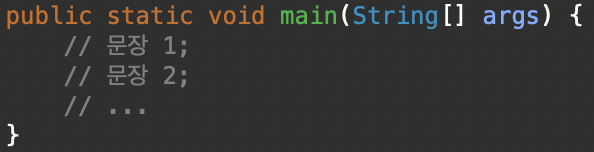 public static void main(String[] args) {
    // 문장 1;
    // 문장 2;
    // ...
}